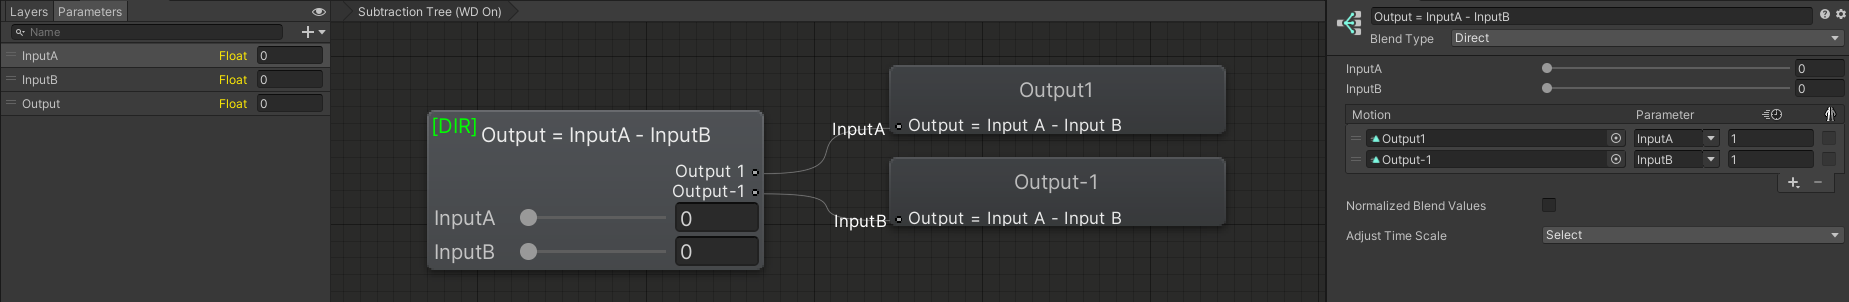 Layers Parameters
Name
InputA Float 0
InputB Float 0
Output Float 0
Subtraction Tree (WD On)
[DIR] Output = InputA - InputB
Output 1
Output-1
InputA 0
InputB 0
Output1
InputA Output = Input A - Input B
Output-1
InputB Output = Input A - Input B
Output = InputA - InputB
Blend Type Direct
InputA 0
InputB 0
Motion Parameter
Output1 InputA 1
Output-1 InputB 1
Normalized Blend Values
Adjust Time Scale Select